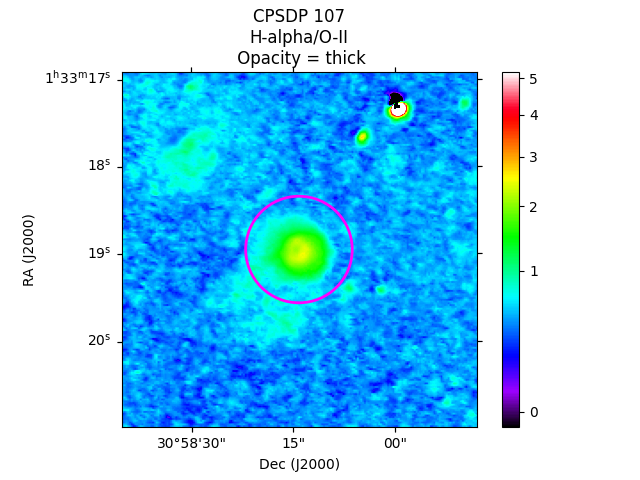 CPSDP 107
H-alpha/O-II
Opacity = thick
1ʰ33ᵐ17ˢ
18ˢ
19ˢ
20ˢ
RA (J2000)
30°58'30" 15" 00"
Dec (J2000)
5
4
3
2
1
0